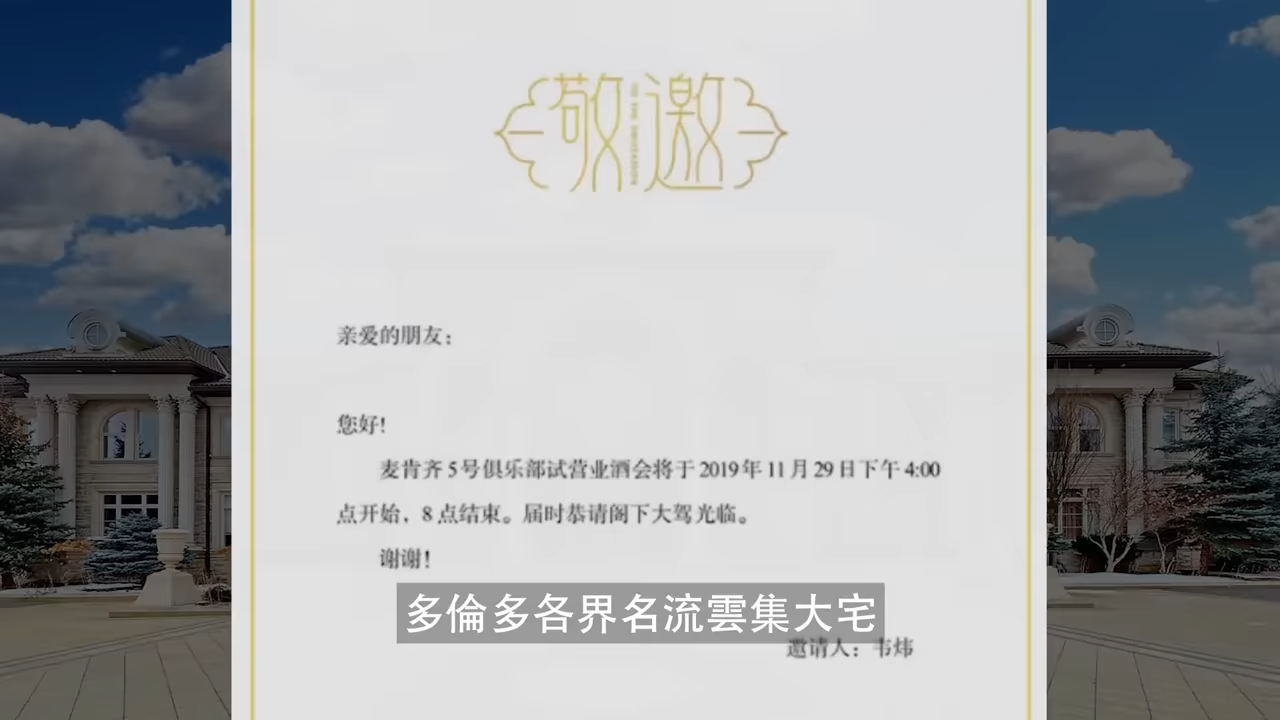 敬邀
亲爱的朋友：
您好！
麦肯齐5号俱乐部试营业酒会将于2019年11月29日下午4:00
点开始，8点结束。届时恭请阁下大驾光临。
谢谢！
多倫多各界名流雲集大宅
邀请人：韦炜